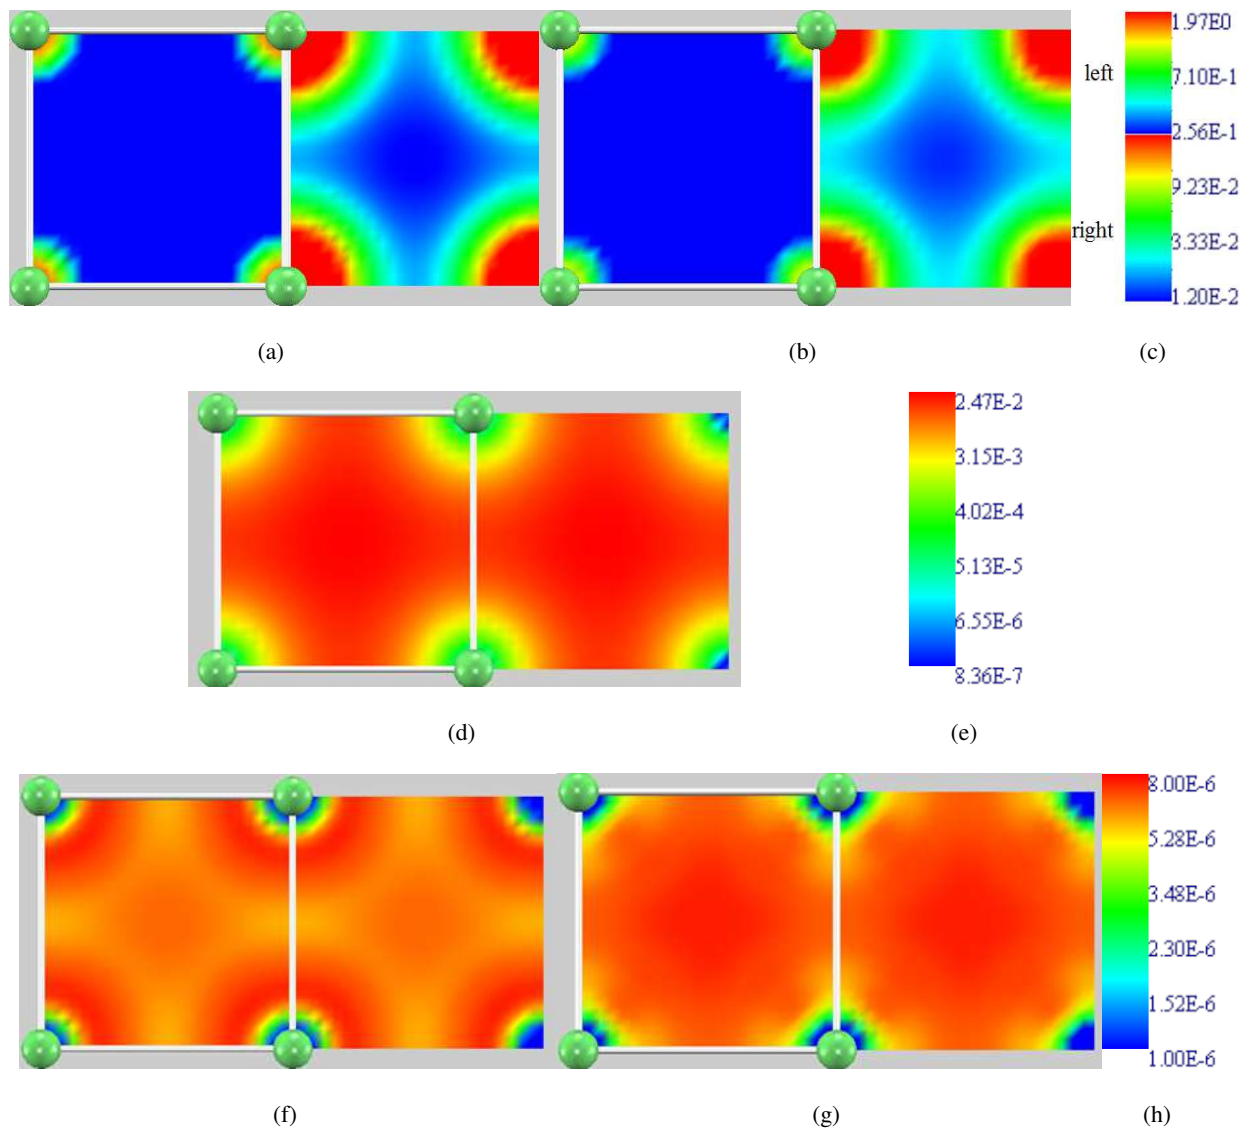 1.97E0
left
7.10E-1
2.56E-1
9.23E-2
right
3.33E-2
1.20E-2
(a)
(b)
(c)
2.47E-2
3.15E-3
4.02E-4
5.13E-5
6.55E-6
8.36E-7
(d)
(e)
8.00E-6
5.28E-6
3.48E-6
2.30E-6
1.52E-6
1.00E-6
(f)
(g)
(h)